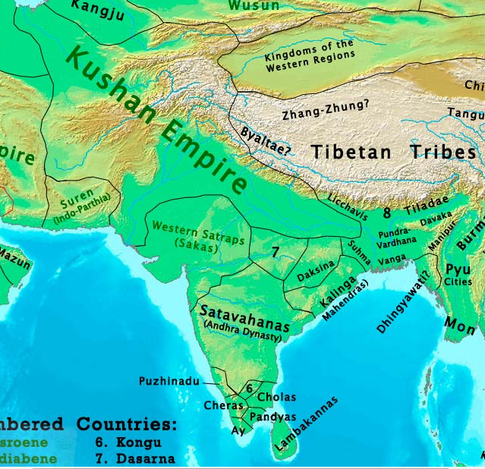 Kangju
Wusun
Kingdoms of the
Western Regions
Kushan Empire
Zhang-Zhung?
Chi
Tangu
Byaltae?
Tibetan Tribes
pire
Suren
(Indo-Parthia)
Licchavis
8
Tiladae
Davaka
Pundra-
Vardhana
Manipur
Burma
Western Satraps
(Sakas)
7
Suhma
Vanga
Mazun
Daksina
Kalinga
Mahendras)
Pyu
Cities
Dhingyawati?
Satavahanas
(Andhra Dynasty)
Mon
Puzhinadu
6
Cheras
Cholas
Pandyas
Ay
Lambakannas
nbered Countries:
sroene
6. Kongu
diabene
7. Dasarna